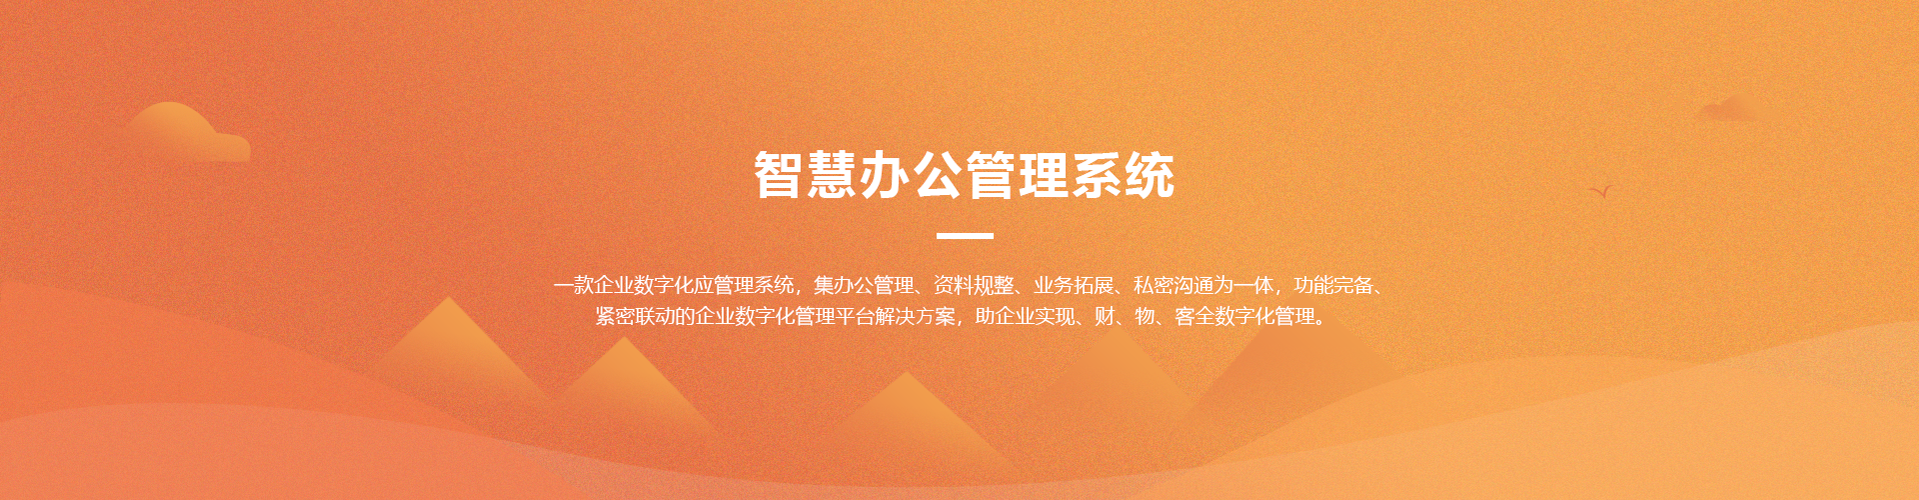 智慧办公管理系统
一款企业数字化应管理系统，集办公管理、资料规整、业务拓展、私密沟通为一体，功能完备、
紧密联动的企业数字化管理平台解决方案，助企业实现、财、物、客全数字化管理。